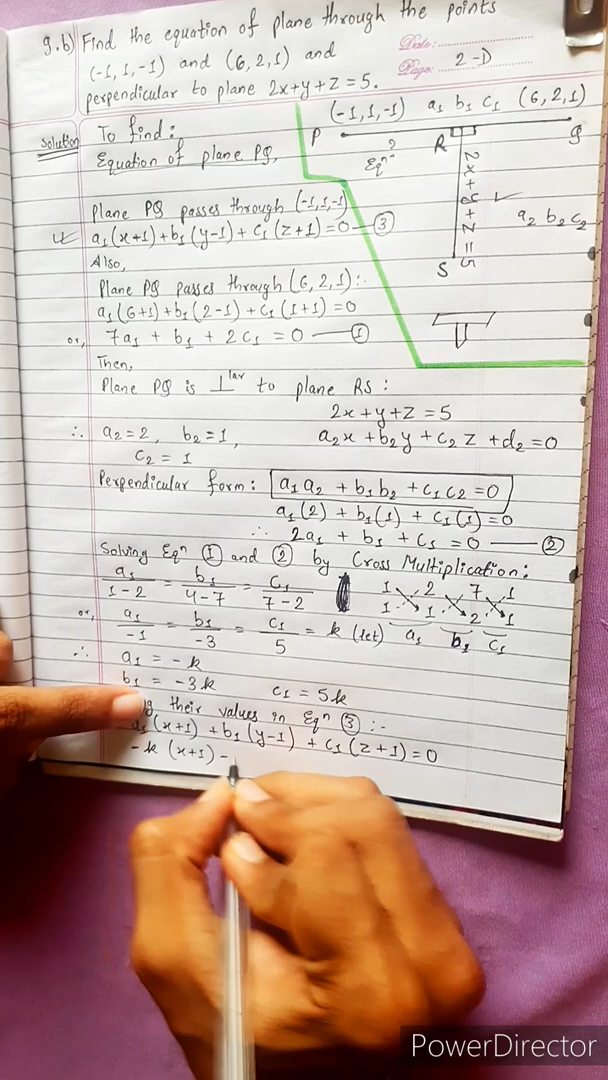 9.b) Find the equation of plane through the points
(-1, 1, -1) and (6, 2, 1) and
perpendicular to plane 2x+y+z=5.
Date:
Page: 2-D
Solution To find:
Equation of plane PQ,
(-1,1,-1) a₁ b₁ c₁ (6,2,1)
P R Q
?
Eqⁿ
2x+y+z=5
a₂ b₂ c₂
S
Plane PQ passes through (-1,1,-1)
a₁(x+1)+b₁(y-1)+c₁(z+1)=0 — ③
Also,
Plane PQ passes through (6,2,1):-
a₁(6+1)+b₁(2-1)+c₁(1+1)=0
or, 7a₁ + b₁ + 2c₁ = 0 — ①
Then,
Plane PQ is ⊥lar to plane RS:
2x+y+z=5
∴ a₂=2, b₂=1, a₂x+b₂y+c₂z+d₂=0
c₂ = 1
Perpendicular form: a₁a₂ + b₁b₂ + c₁c₂ =0
a₁(2) + b₁(1) + c₁(1)=0
∴ 2a₁ + b₁ + c₁ = 0 — ②
Solving Eqⁿ ① and ② by Cross Multiplication:
a₁/1-2 = b₁/4-7 = c₁/7-2 1 2 7 1
1 1 2 1
or, a₁/-1 = b₁/-3 = c₁/5 = k (let) a₁ b₁ c₁
∴ a₁ = -k
b₁ = -3k c₁ = 5k
their values in Eqⁿ ③:-
a₁(x+1) +b₁(y-1) + c₁(z+1)=0
-k (x+1) -
PowerDirector